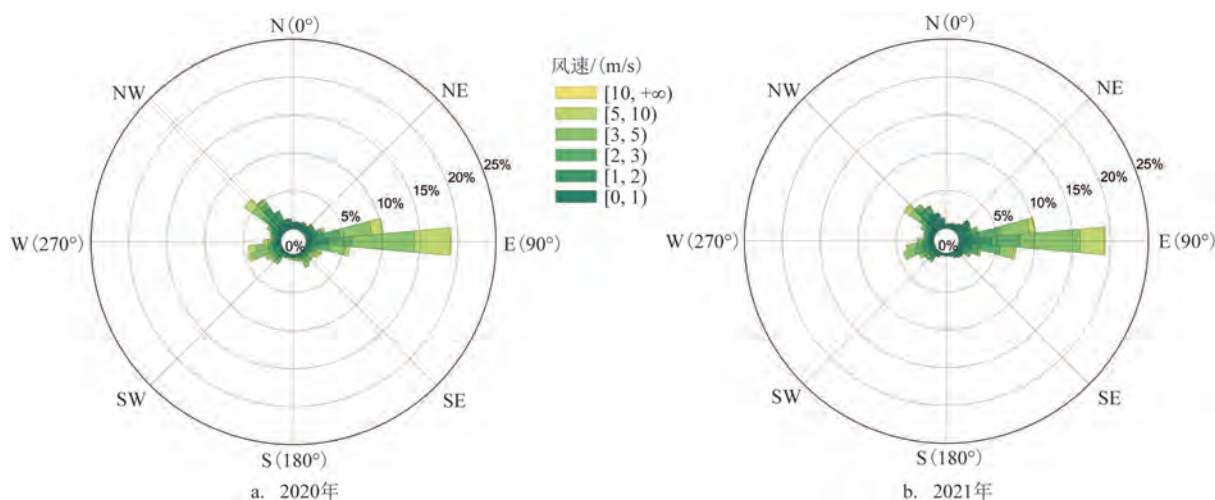 N(0°)
NW
NE
25%
20%
15%
10%
5%
0%
W(270°)
E(90°)
SW
SE
S(180°)
a. 2020年
风速/(m/s)
[10, +∞)
[5, 10)
[3, 5)
[2, 3)
[1, 2)
[0, 1)
N(0°)
NW
NE
25%
20%
15%
10%
5%
0%
W(270°)
E(90°)
SW
SE
S(180°)
b. 2021年